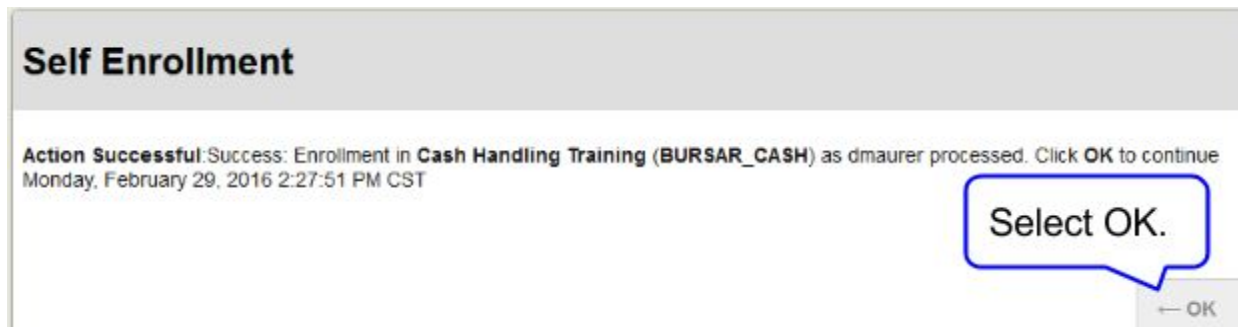 Self Enrollment
Action Successful:Success: Enrollment in Cash Handling Training (BURSAR_CASH) as dmaurer processed. Click OK to continue
Monday, February 29, 2016 2:27:51 PM CST
Select OK.
← OK